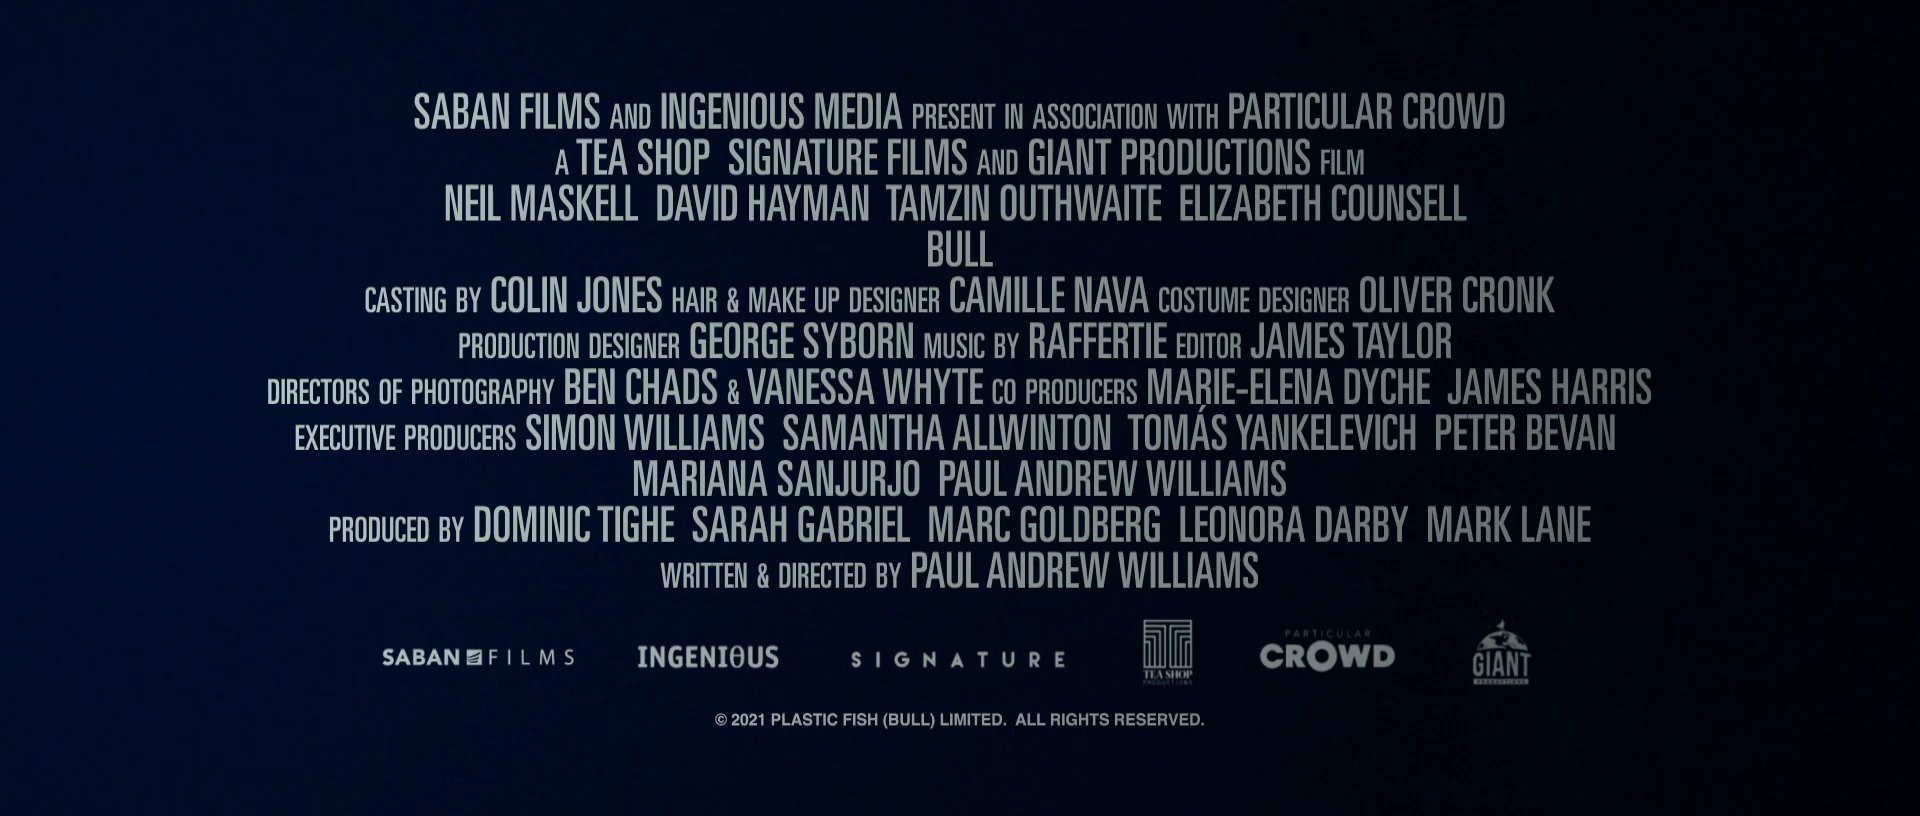 SABAN FILMS AND INGENIOUS MEDIA PRESENT IN ASSOCIATION WITH PARTICULAR CROWD
A TEA SHOP SIGNATURE FILMS AND GIANT PRODUCTIONS FILM
NEIL MASKELL DAVID HAYMAN TAMZIN OUTHWAITE ELIZABETH COUNSELL
BULL
CASTING BY COLIN JONES HAIR & MAKE UP DESIGNER CAMILLE NAVA COSTUME DESIGNER OLIVER CRONK
PRODUCTION DESIGNER GEORGE SYBORN MUSIC BY RAFFERTIE EDITOR JAMES TAYLOR
DIRECTORS OF PHOTOGRAPHY BEN CHADS & VANESSA WHYTE CO PRODUCERS MARIE-ELENA DYCHE JAMES HARRIS
EXECUTIVE PRODUCERS SIMON WILLIAMS SAMANTHA ALLWINTON TOMÁS YANKELEVICH PETER BEVAN
MARIANA SANJURJO PAUL ANDREW WILLIAMS
PRODUCED BY DOMINIC TIGHE SARAH GABRIEL MARC GOLDBERG LEONORA DARBY MARK LANE
WRITTEN & DIRECTED BY PAUL ANDREW WILLIAMS
SABAN FILMS
INGENIOUS
SIGNATURE
TEA SHOP
PRODUCTIONS
PARTICULAR
CROWD
GIANT
PRODUCTIONS
© 2021 PLASTIC FISH (BULL) LIMITED. ALL RIGHTS RESERVED.